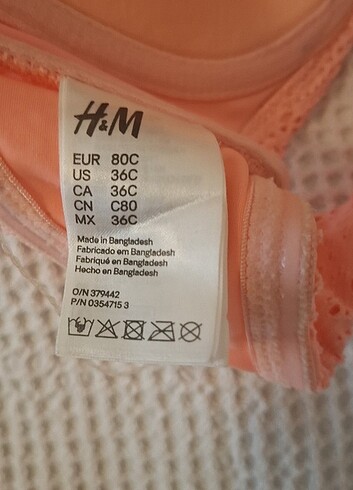 H&M
EUR 80C
US 36C
CA 36C
CN C80
MX 36C
Made in Bangladesh
Fabricado em Bangladesh
Fabriqué en Bangladesh
Hecho en Bangladesh
O/N 379442
P/N 0354715 3